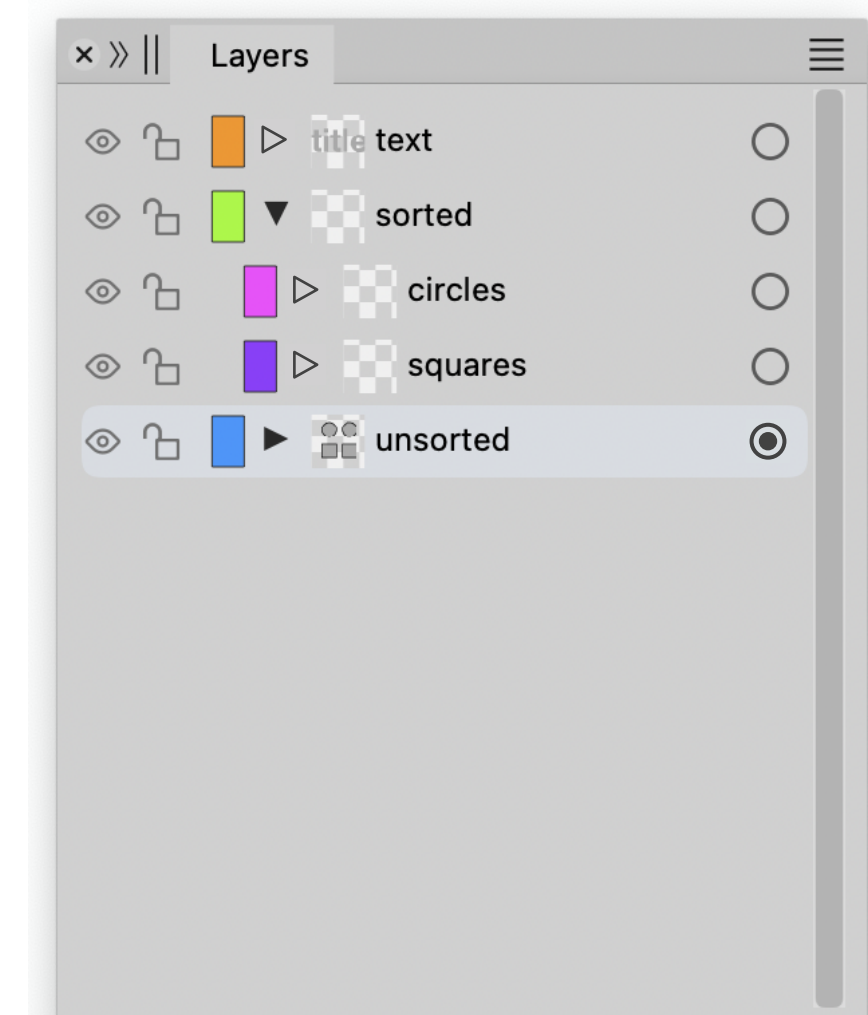 Layers
title text
sorted
circles
squares
unsorted